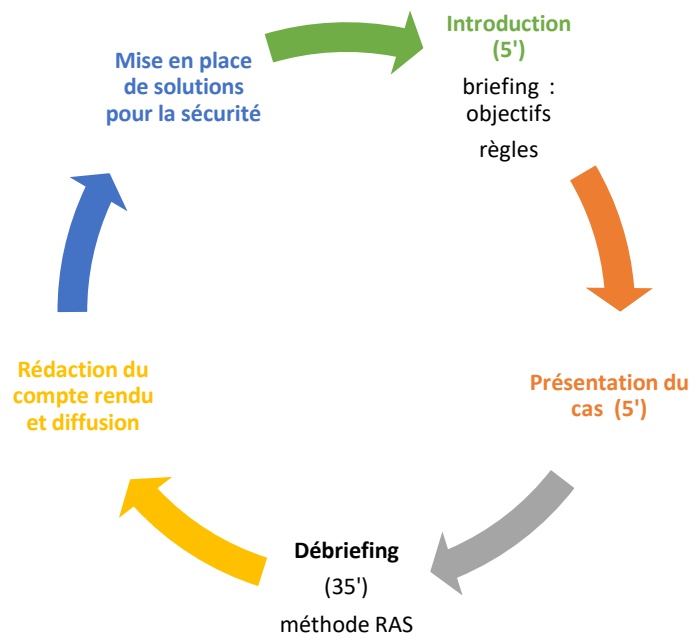 Introduction
(5')
briefing :
objectifs
règles
Présentation du
cas (5')
Débriefing
(35')
méthode RAS
Rédaction du
compte rendu
et diffusion
Mise en place
de solutions
pour la sécurité